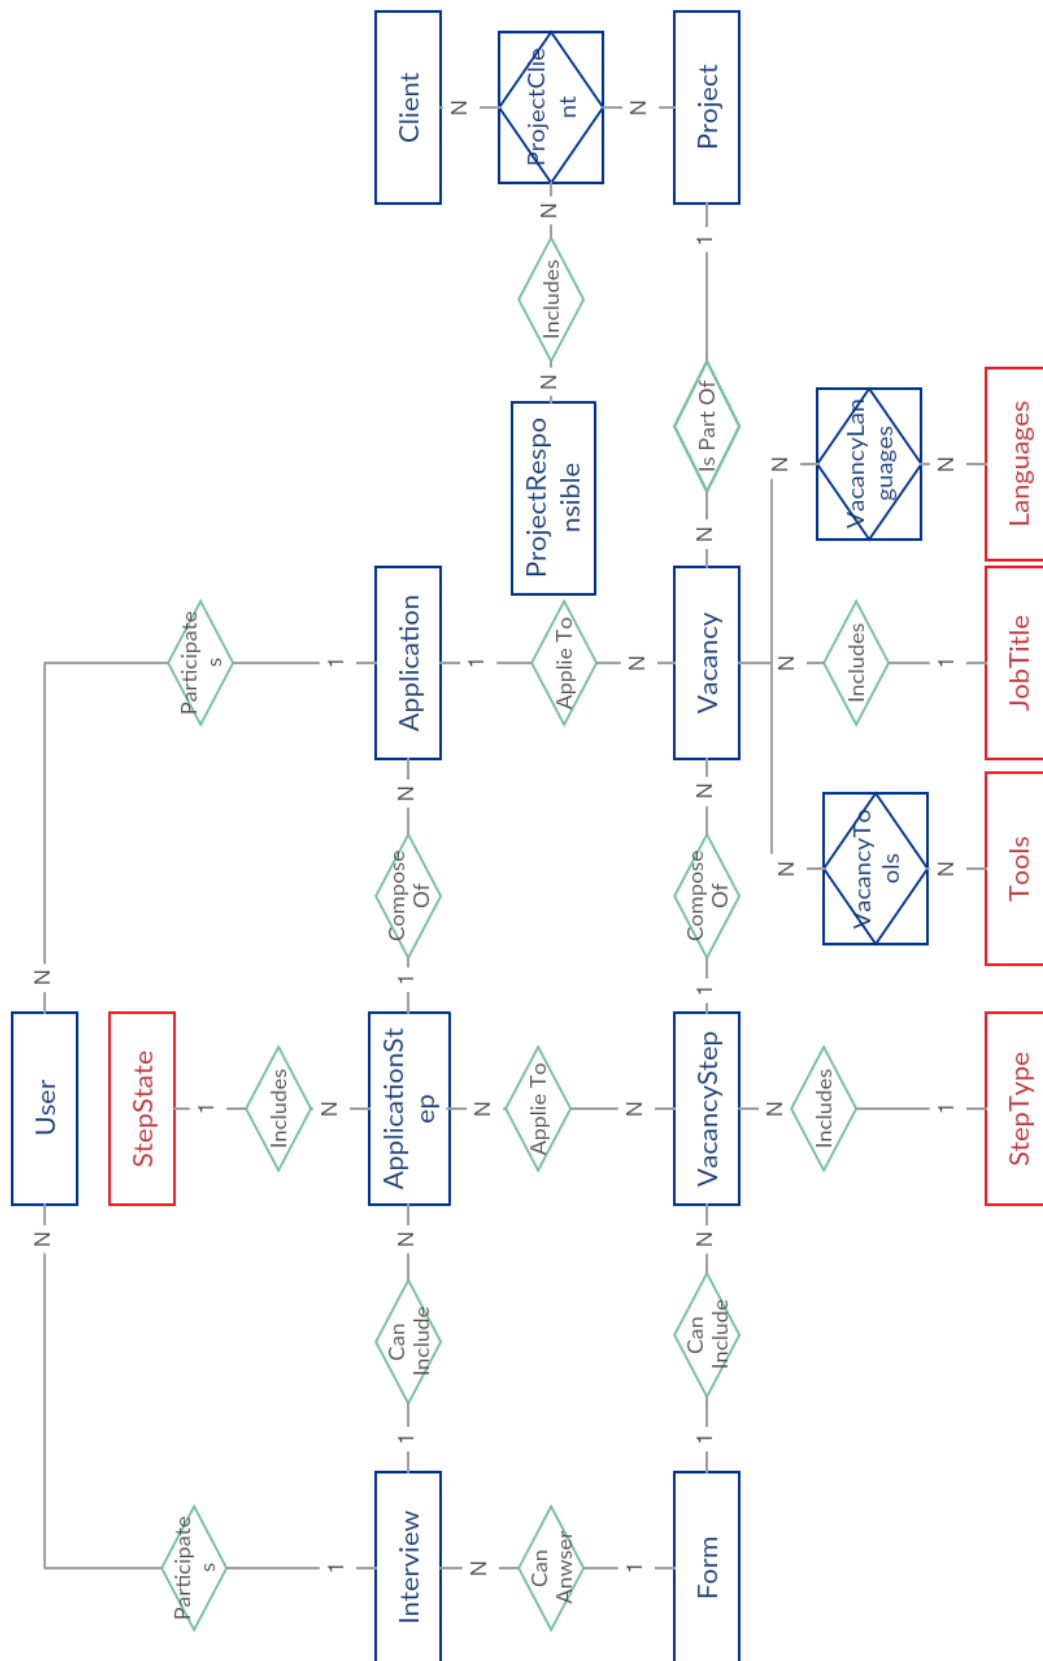 N
User
N
StepState
Participate
s
1
Participate
s
Includes
1
N
1
Interview
1
Can
Include
N
ApplicationSt
ep
1
Compose
Of
N
Application
Client
N
N
1
N
Can
Anwser
Applie To
Applie To
ProjectRespo
nsible
N
Includes
N
ProjectClie
nt
1
N
N
N
Form
1
Can
Include
N
VacancyStep
1
Compose
Of
N
Vacancy
N
Is Part Of
1
Project
N
N
N
N
Includes
VacancyTo
ols
Includes
VacancyLan
guages
1
N
1
N
StepType
Tools
JobTitle
Languages